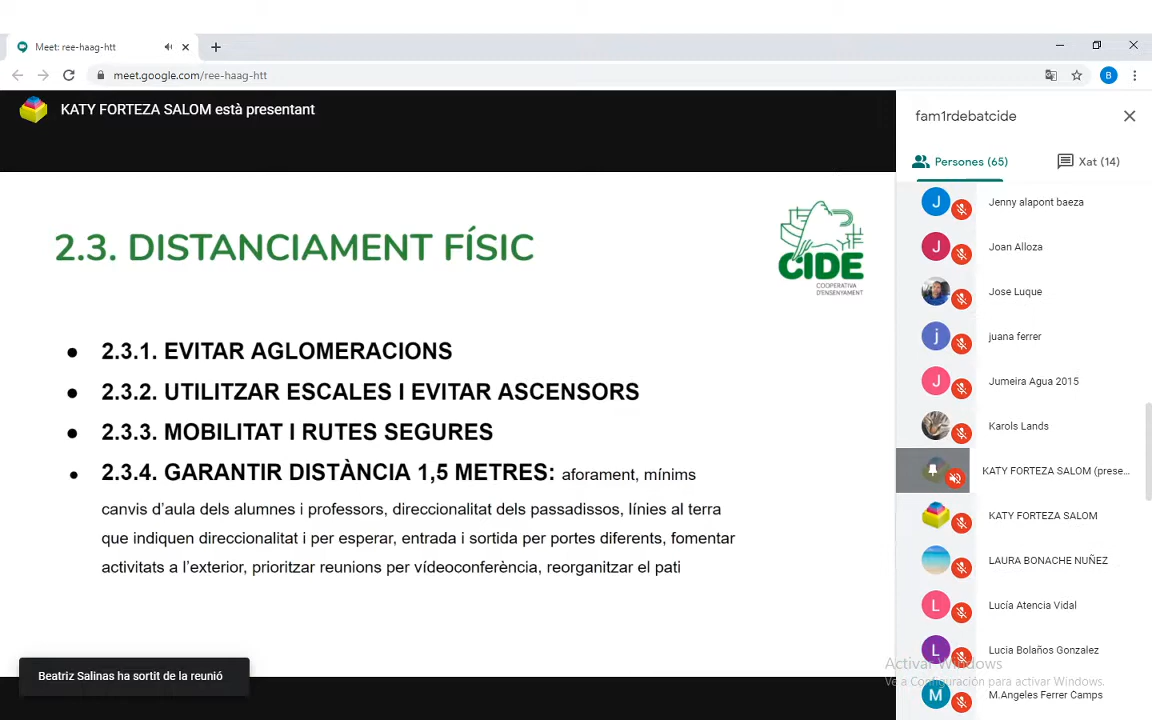 Meet: ree-haag-htt
meet.google.com/ree-haag-htt
B
KATY FORTEZA SALOM està presentant
fam1rdebatcide
Persones (65)
Xat (14)
2.3. DISTANCIAMENT FÍSIC
CIDE
COOPERATIVA
D'ENSENYAMENT
2.3.1. EVITAR AGLOMERACIONS
2.3.2. UTILITZAR ESCALES I EVITAR ASCENSORS
2.3.3. MOBILITAT I RUTES SEGURES
2.3.4. GARANTIR DISTÀNCIA 1,5 METRES: aforament, mínims
canvis d'aula dels alumnes i professors, direccionalitat dels passadissos, línies al terra
que indiquen direccionalitat i per esperar, entrada i sortida per portes diferents, fomentar
activitats a l'exterior, prioritzar reunions per vídeoconferència, reorganitzar el pati
Beatriz Salinas ha sortit de la reunió
J Jenny alapont baeza
J Joan Alloza
Jose Luque
j juana ferrer
J Jumeira Agua 2015
Karols Lands
KATY FORTEZA SALOM (prese...
KATY FORTEZA SALOM
LAURA BONACHE NUÑEZ
L Lucía Atencia Vidal
L Lucia Bolaños Gonzalez
M M.Angeles Ferrer Camps
Activar Windows
Ve a Configuración para activar Windows.